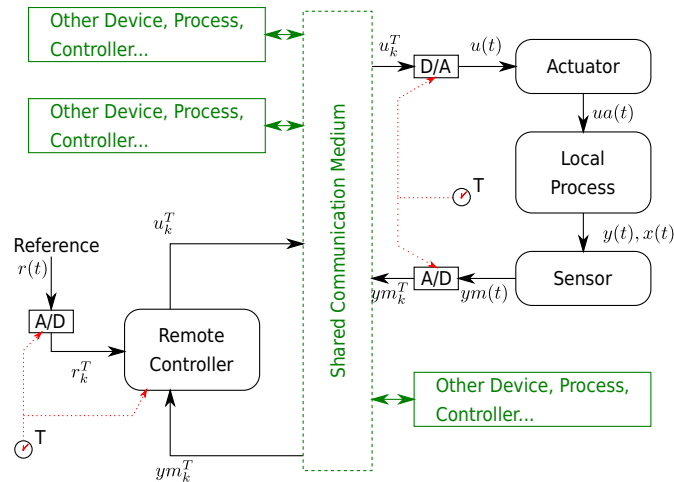 Other Device, Process,
Controller...
Other Device, Process,
Controller...
Shared Communication Medium
u_k^T
D/A
u(t)
Actuator
ua(t)
Local
Process
T
y(t), x(t)
Sensor
ym(t)
A/D
ym_k^T
Reference
r(t)
A/D
r_k^T
u_k^T
Remote
Controller
T
ym_k^T
Other Device, Process,
Controller...